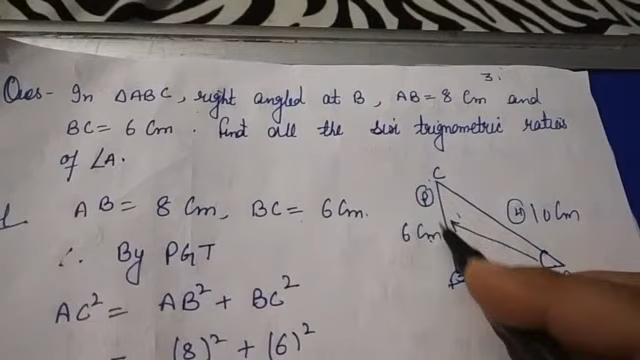 3.
Ques- In ΔABC, right angled at B, AB = 8 Cm and
BC = 6 Cm. Find all the six trignometric ratios
of ∠A.
AB = 8 Cm, BC = 6 Cm.
∴ By PGT
AC² = AB² + BC²
= (8)² + (6)²
C
P
H 10 Cm
6 Cm